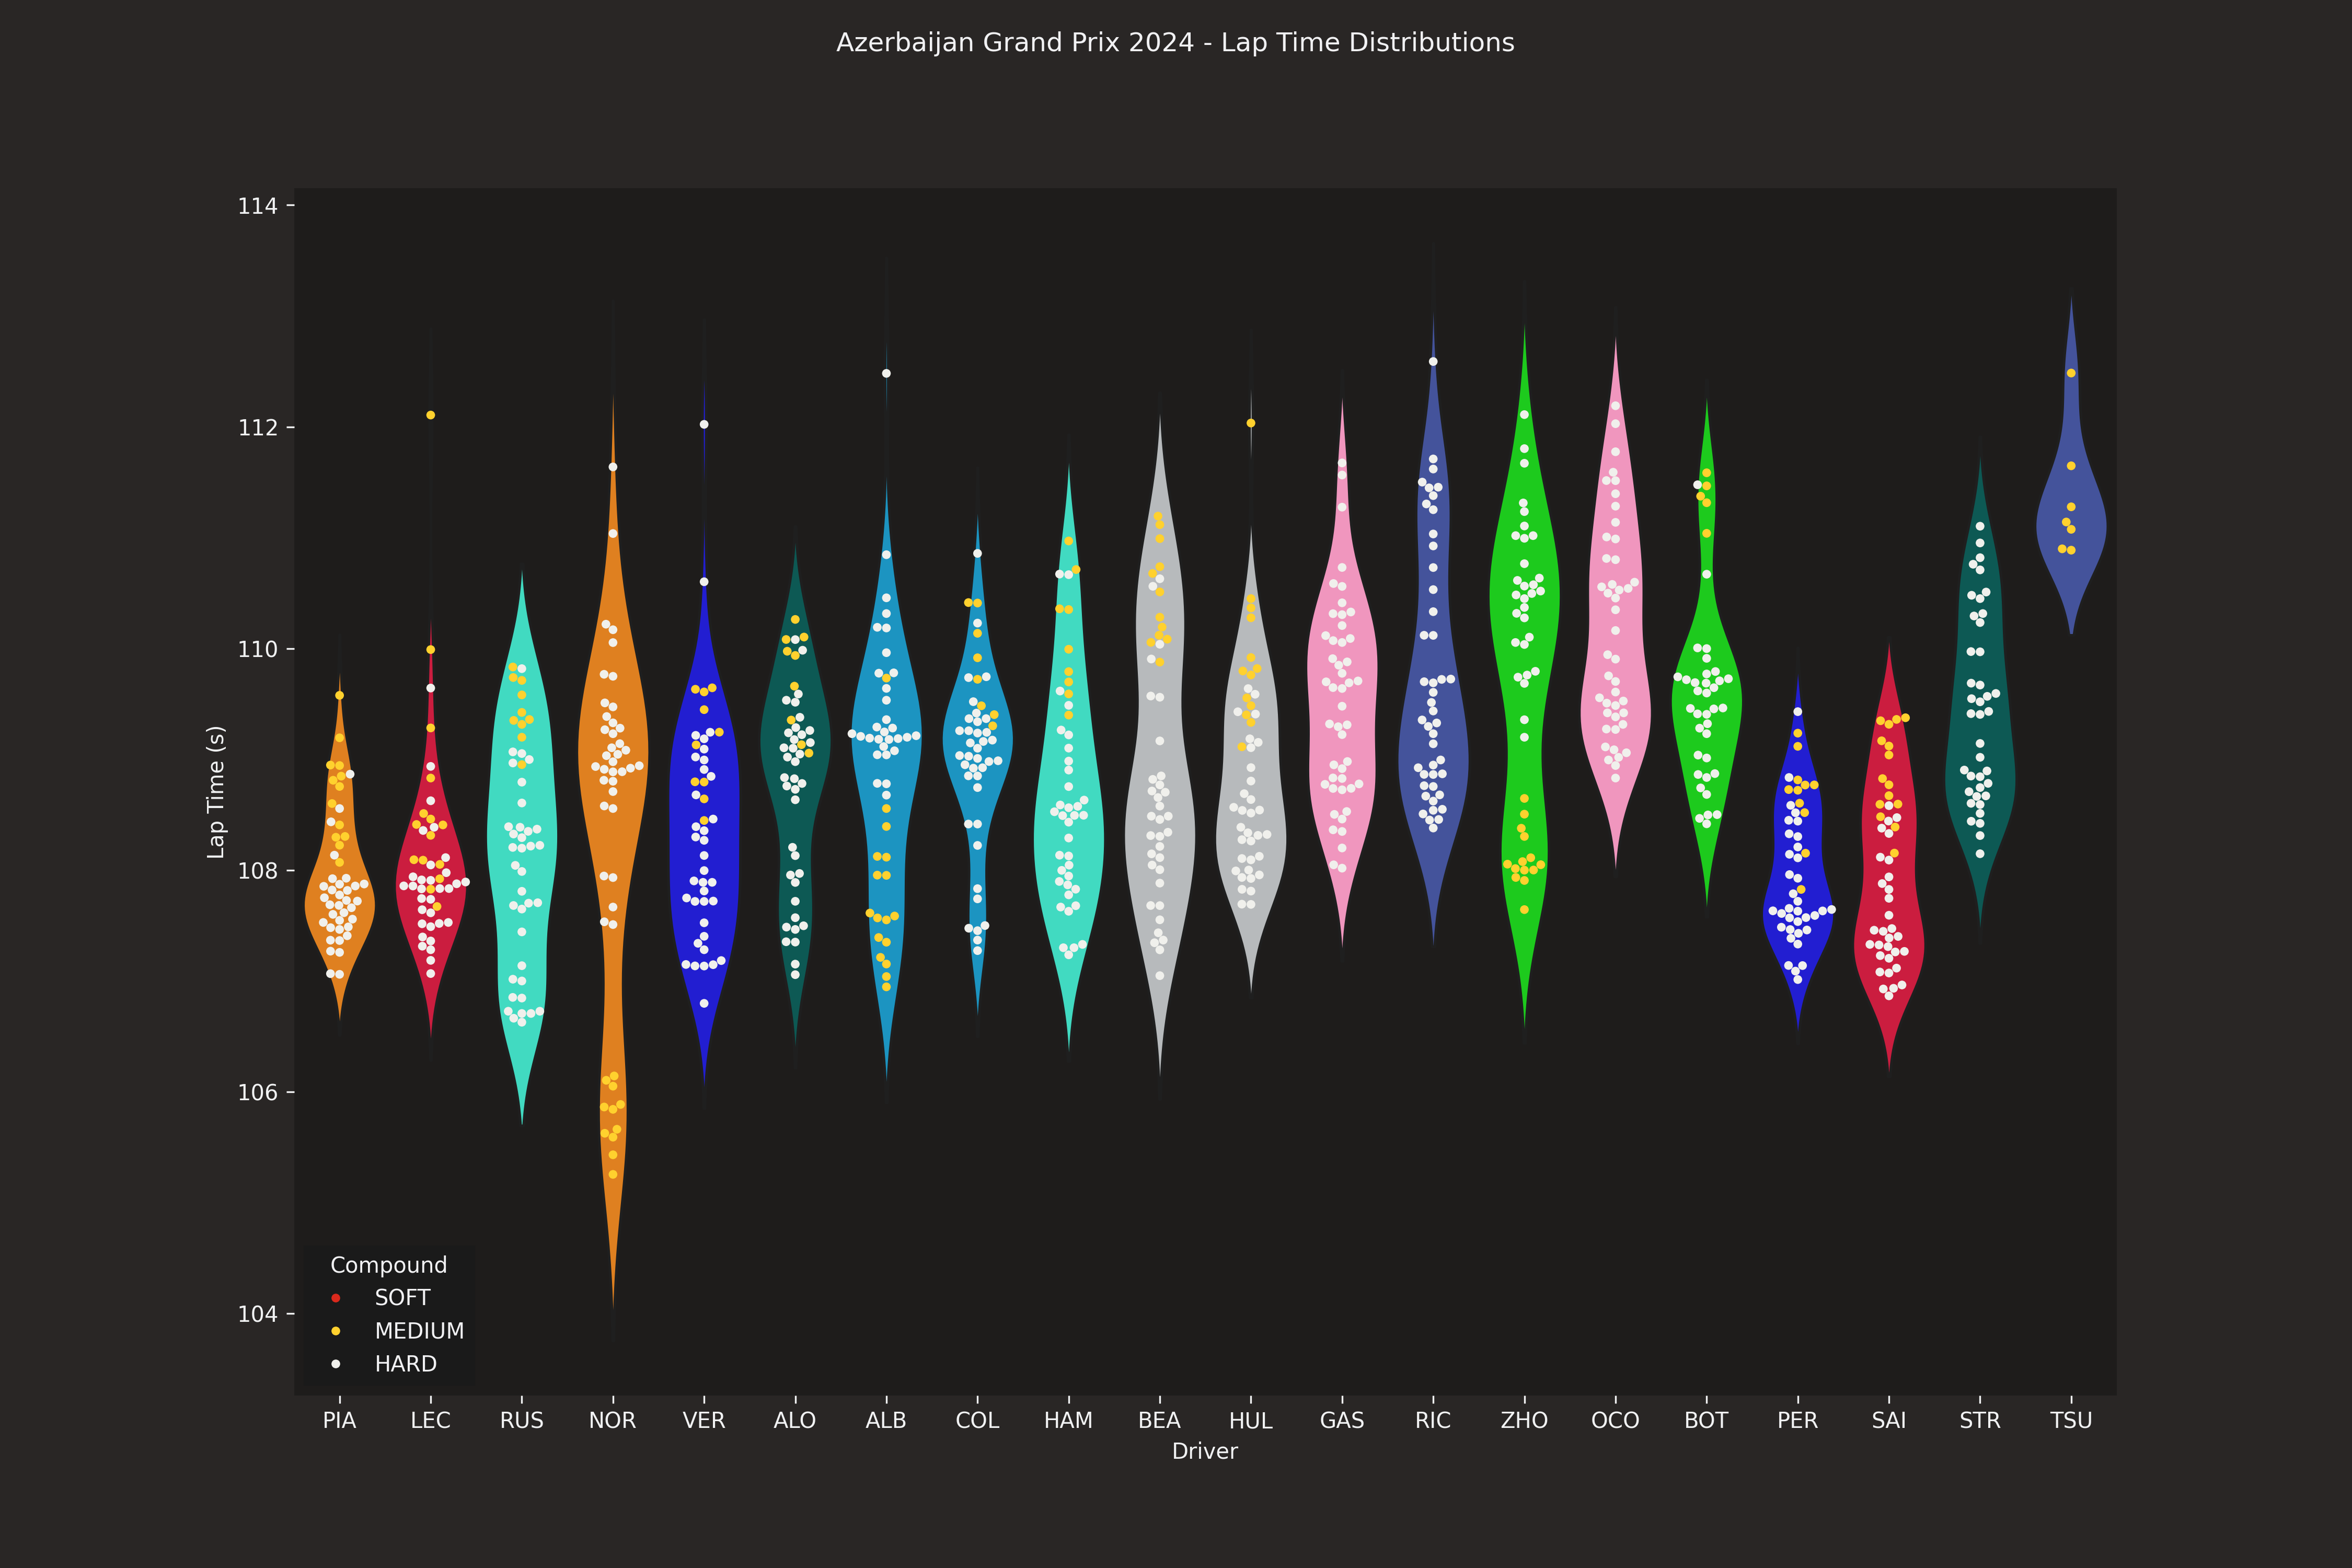 Azerbaijan Grand Prix 2024 - Lap Time Distributions
114
112
110
108
106
104
Lap Time (s)
Compound
SOFT
MEDIUM
HARD
PIA LEC RUS NOR VER ALO ALB COL HAM BEA HUL GAS RIC ZHO OCO BOT PER SAI STR TSU
Driver